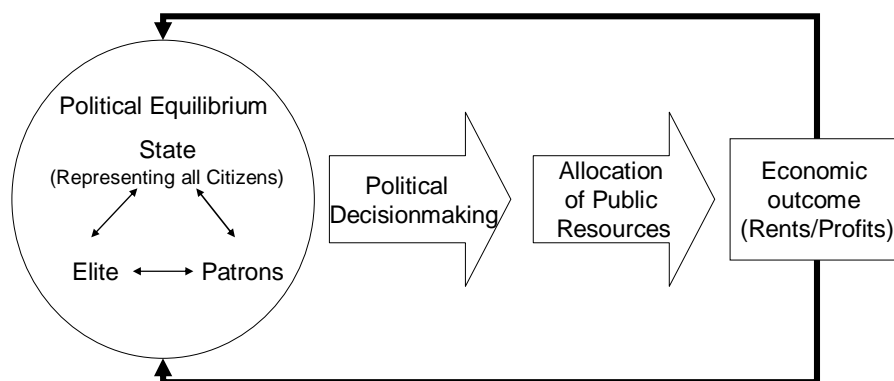 Political Equilibrium
State
(Representing all Citizens)
Elite
Patrons
Political
Decisionmaking
Allocation
of Public
Resources
Economic
outcome
(Rents/Profits)